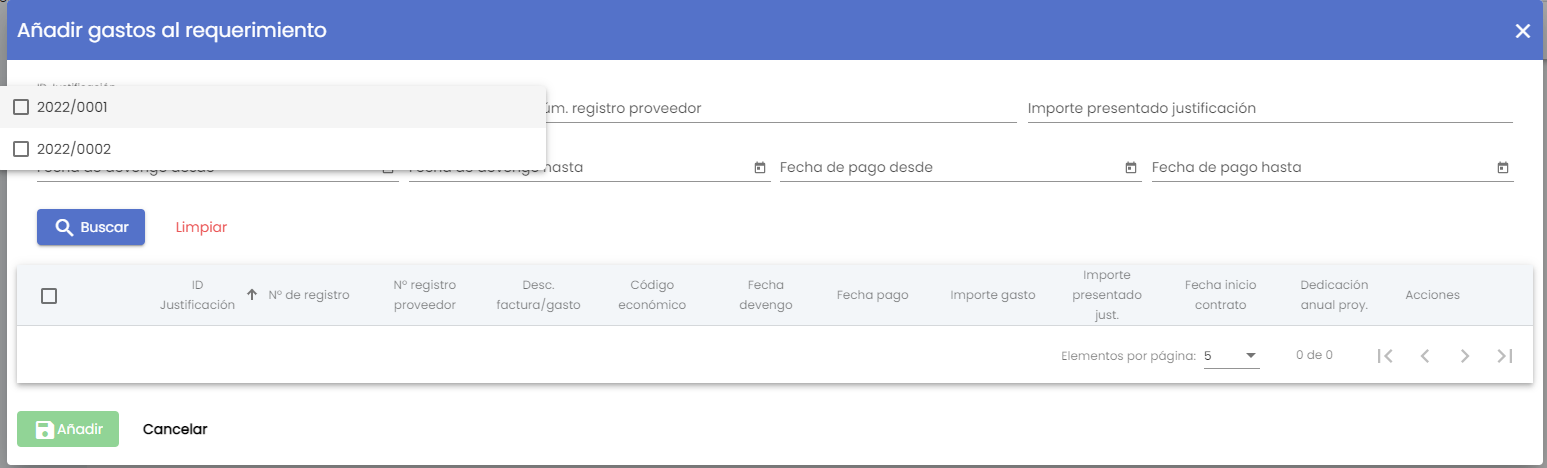 Añadir gastos al requerimiento
ID Justificación
2022/0001
úm. registro proveedor
Importe presentado justificación
2022/0002
Fecha de devengo desde
Fecha de devengo hasta
Fecha de pago desde
Fecha de pago hasta
Buscar
Limpiar
ID
Justificación
Nº de registro
Nº registro
proveedor
Desc.
factura/gasto
Código
económico
Fecha
devengo
Fecha pago
Importe gasto
Importe
presentado
just.
Fecha inicio
contrato
Dedicación
anual proy.
Acciones
Elementos por página:
5
0 de 0
Añadir
Cancelar